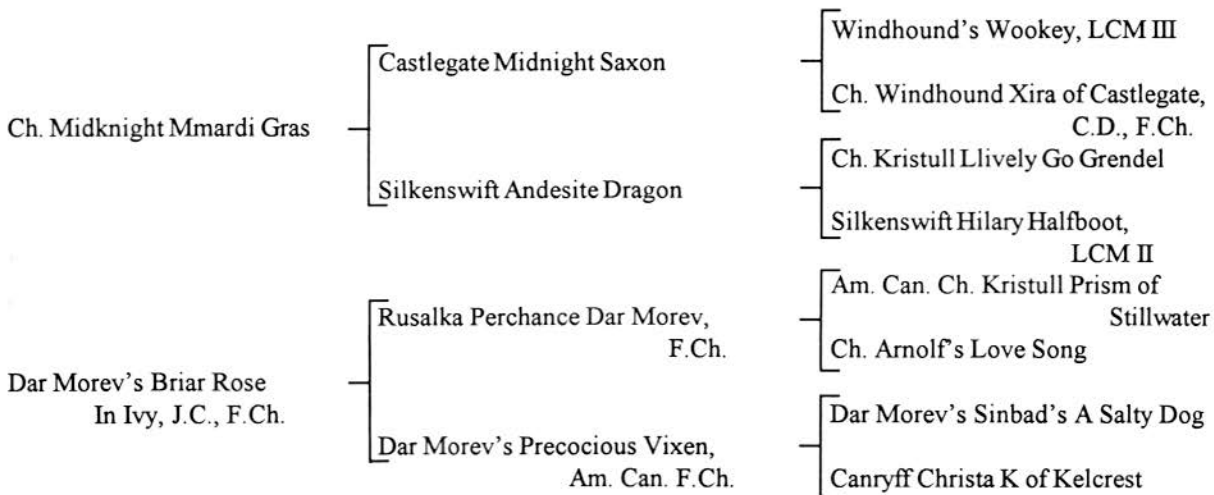 Windhound's Wookey, LCM III
Castlegate Midnight Saxon
Ch. Windhound Xira of Castlegate,
C.D., F.Ch.
Ch. Midknight Mmardi Gras
Ch. Kristull Llively Go Grendel
Silkenswift Andesite Dragon
Silkenswift Hilary Halfboot,
LCM II
Am. Can. Ch. Kristull Prism of
Stillwater
Rusalka Perchance Dar Morev,
F.Ch.
Ch. Arnolf's Love Song
Dar Morev's Briar Rose
In Ivy, J.C., F.Ch.
Dar Morev's Sinbad's A Salty Dog
Dar Morev's Precocious Vixen,
Am. Can. F.Ch.
Canryff Christa K of Kelcrest